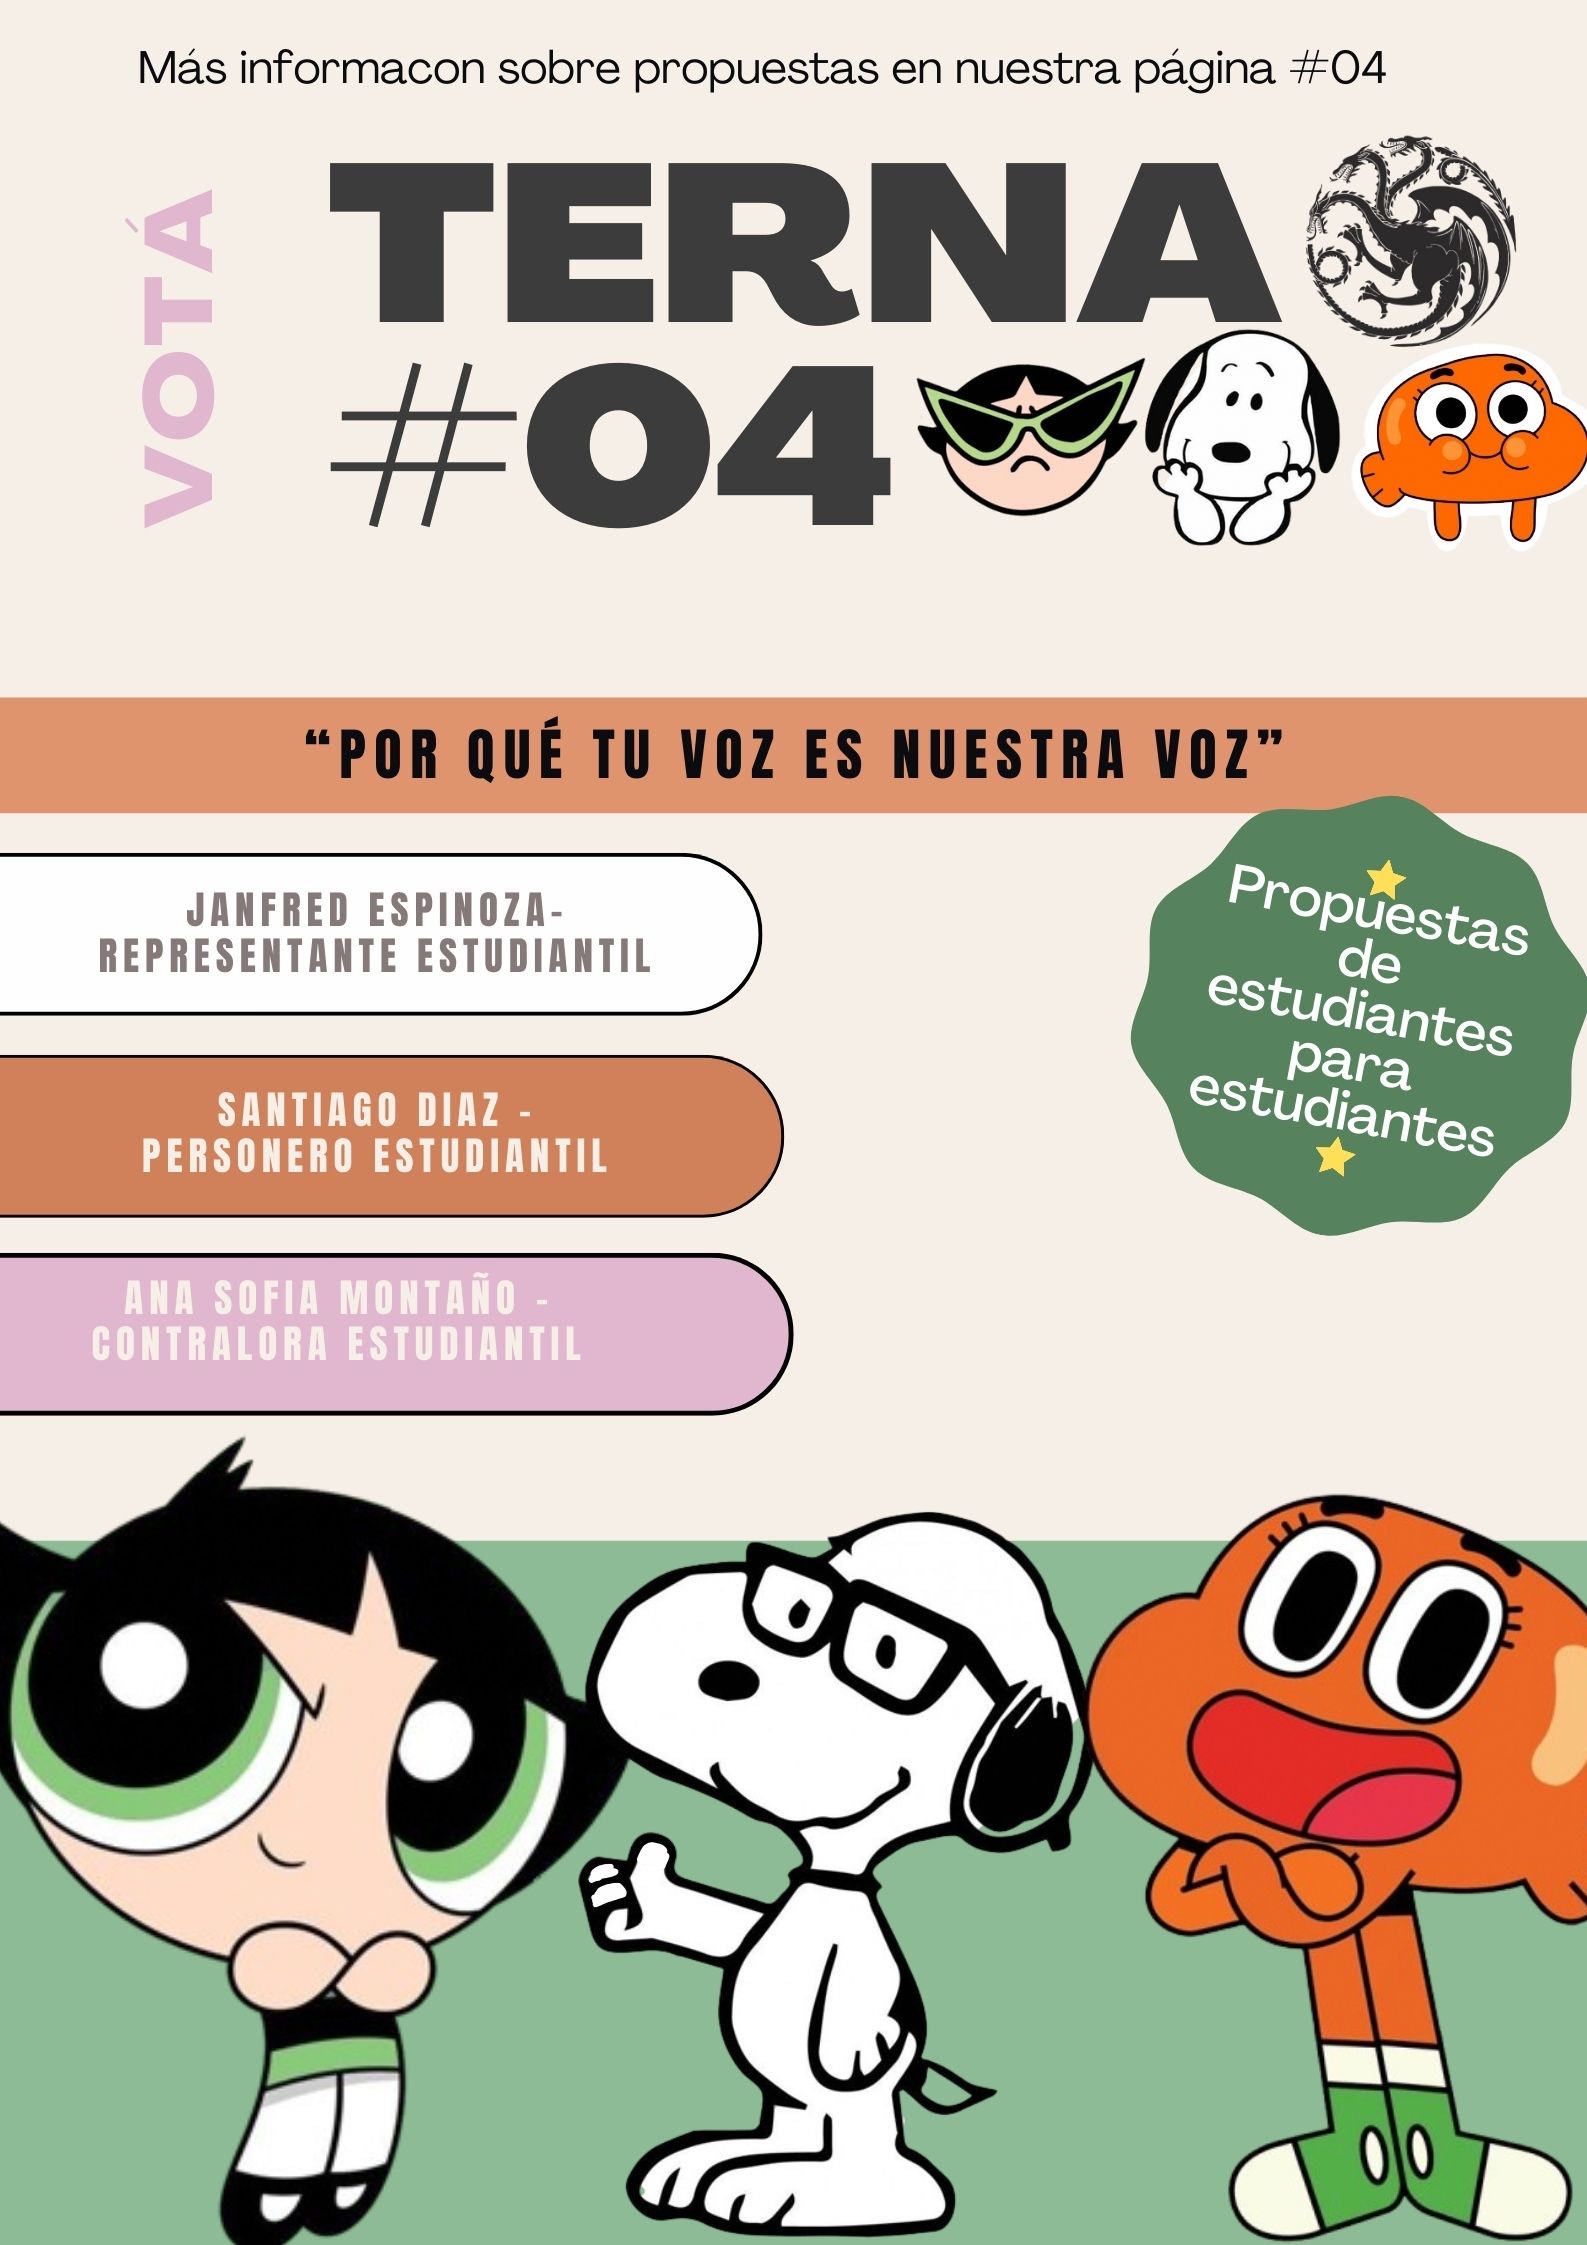 Más informacon sobre propuestas en nuestra página #04
VOTÁ
TERNA
#04
“POR QUÉ TU VOZ ES NUESTRA VOZ”
JANFRED ESPINOZA-
REPRESENTANTE ESTUDIANTIL
SANTIAGO DIAZ -
PERSONERO ESTUDIANTIL
ANA SOFIA MONTAÑO -
CONTRALORA ESTUDIANTIL
Propuestas
de
estudiantes
para
estudiantes